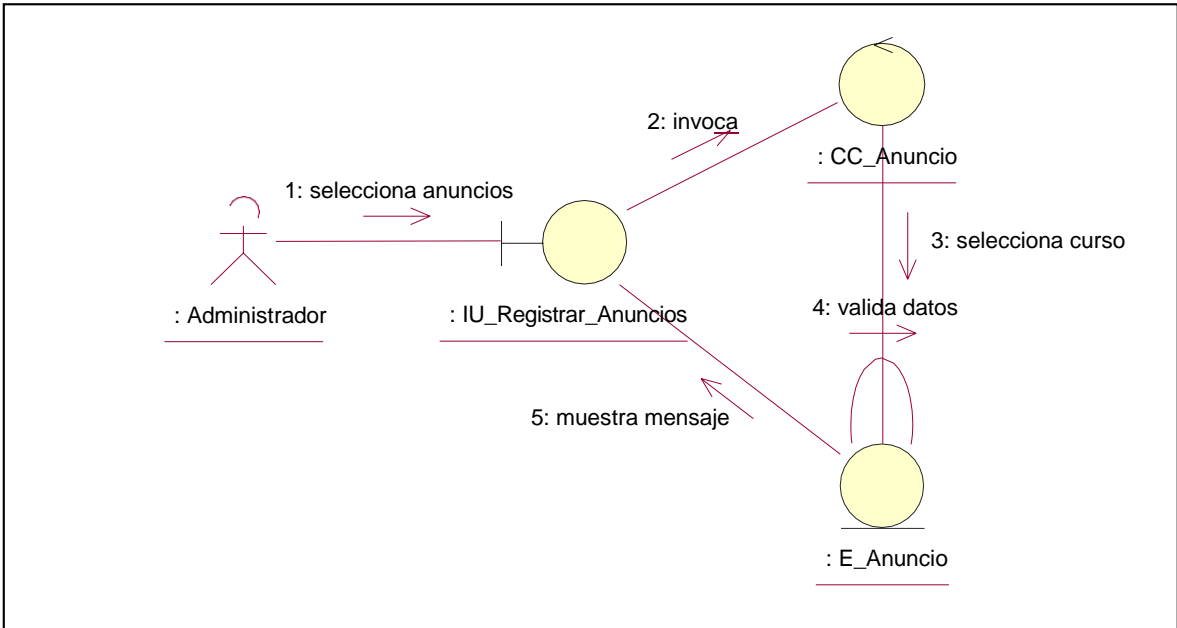 2: invoca
: CC_Anuncio
1: selecciona anuncios
3: selecciona curso
: Administrador
: IU_Registrar_Anuncios
4: valida datos
5: muestra mensaje
: E_Anuncio